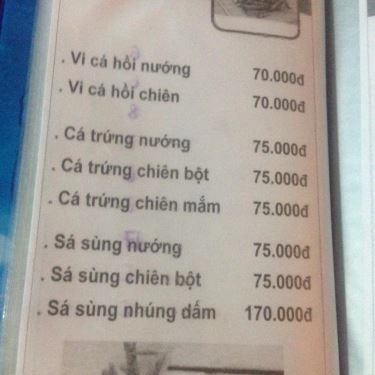 . Vi cá hồi nướng 70.000đ
. Vi cá hồi chiên 70.000đ
. Cá trứng nướng 75.000đ
. Cá trứng chiên bột 75.000đ
. Cá trứng chiên mắm 75.000đ
. Sá sùng nướng 75.000đ
. Sá sùng chiên bột 75.000đ
. Sá sùng nhúng dấm 170.000đ